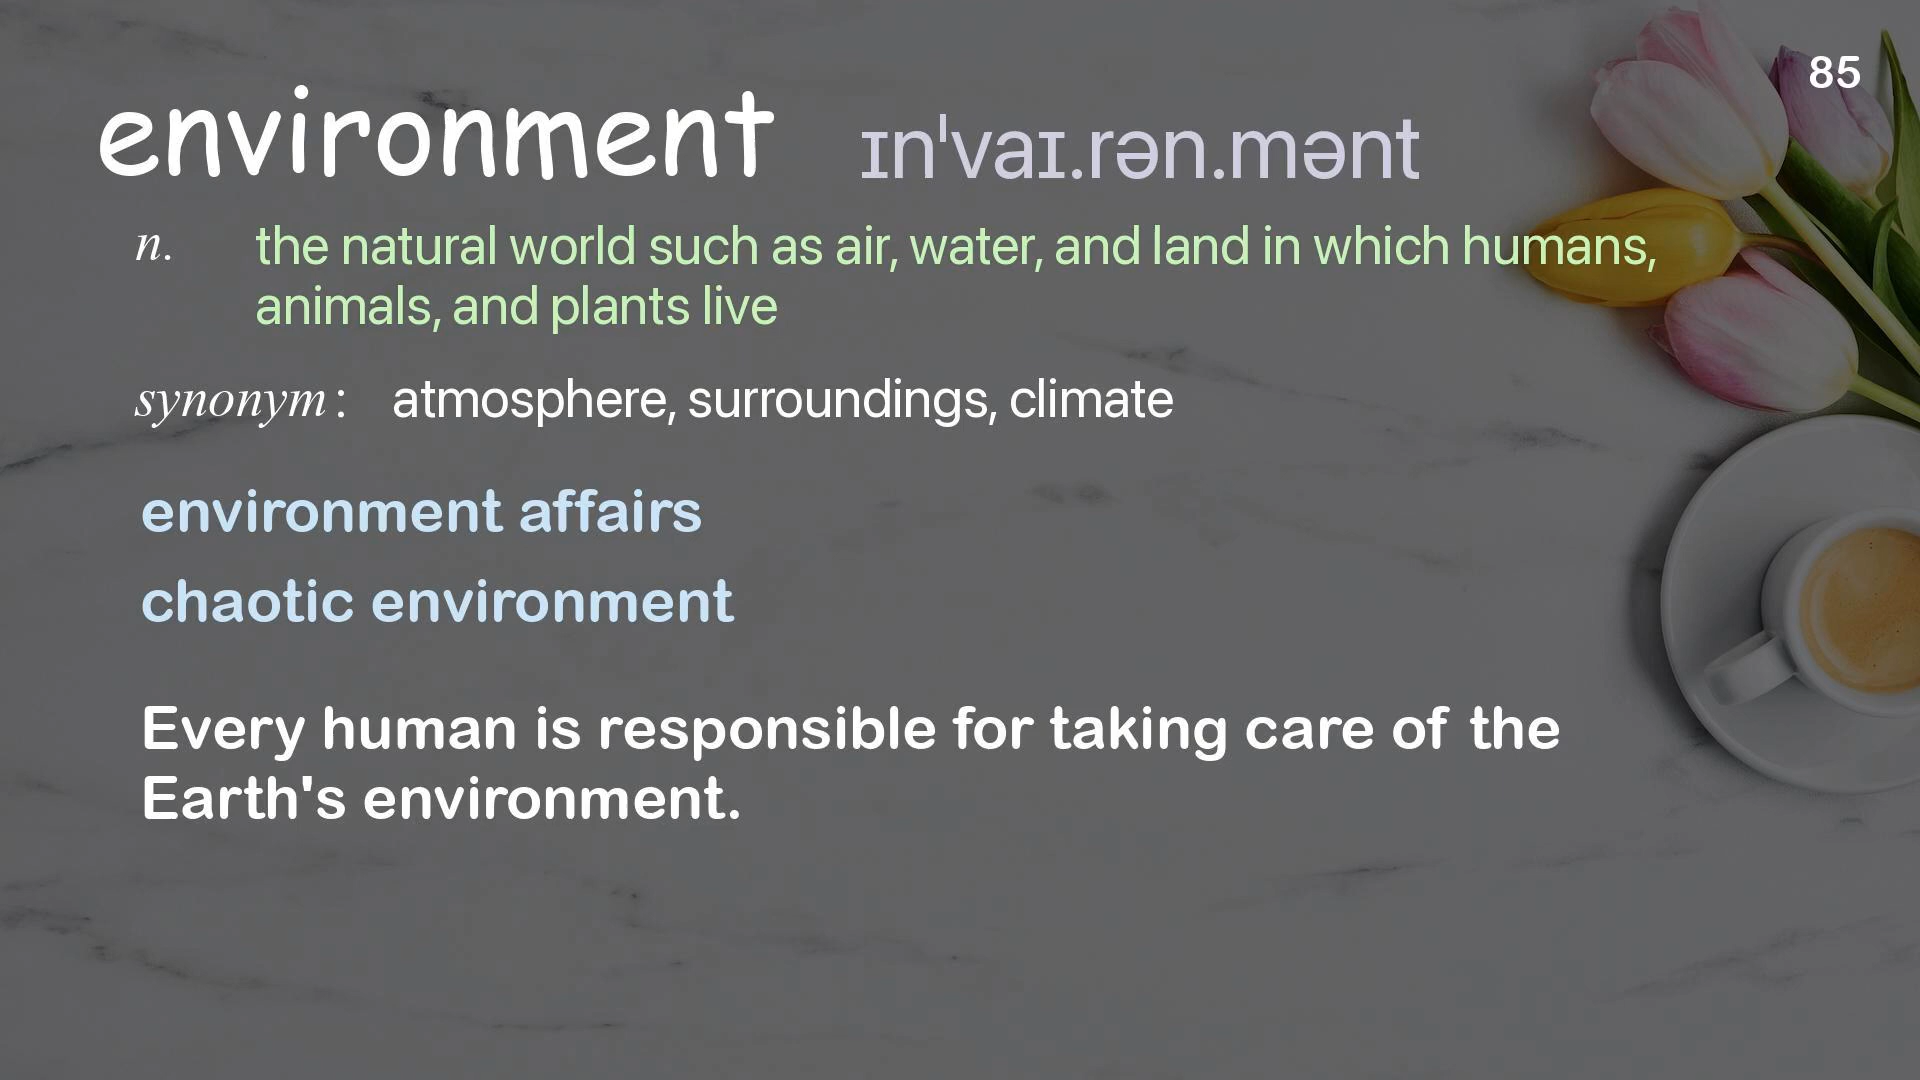 85
environment ɪnˈvaɪ.rən.mənt
n. the natural world such as air, water, and land in which humans,
animals, and plants live
synonym: atmosphere, surroundings, climate
environment affairs
chaotic environment
Every human is responsible for taking care of the
Earth's environment.